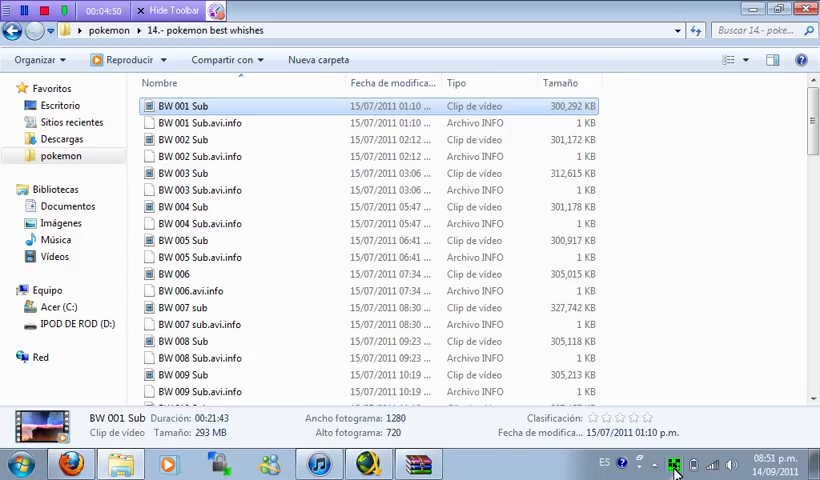 00:04:50
Hide Toolbar
pokemon
14.- pokemon best whishes
Buscar 14.- poke...
Organizar
Reproducir
Compartir con
Nueva carpeta
Nombre
Fecha de modifica...
Tipo
Tamaño
Favoritos
Escritorio
Sitios recientes
Descargas
pokemon
Bibliotecas
Documentos
Imágenes
Música
Vídeos
Equipo
Acer (C:)
IPOD DE ROD (D:)
Red
BW 001 Sub 15/07/2011 01:10 ... Clip de vídeo 300,292 KB
BW 001 Sub.avi.info 15/07/2011 01:10 ... Archivo INFO 1 KB
BW 002 Sub 15/07/2011 02:12 ... Clip de vídeo 301,172 KB
BW 002 Sub.avi.info 15/07/2011 02:12 ... Archivo INFO 1 KB
BW 003 Sub 15/07/2011 03:06 ... Clip de vídeo 312,615 KB
BW 003 Sub.avi.info 15/07/2011 03:06 ... Archivo INFO 1 KB
BW 004 Sub 15/07/2011 05:47 ... Clip de vídeo 301,178 KB
BW 004 Sub.avi.info 15/07/2011 05:47 ... Archivo INFO 1 KB
BW 005 Sub 15/07/2011 06:41 ... Clip de vídeo 300,917 KB
BW 005 Sub.avi.info 15/07/2011 06:41 ... Archivo INFO 1 KB
BW 006 15/07/2011 07:34 ... Clip de vídeo 305,015 KB
BW 006.avi.info 15/07/2011 07:34 ... Archivo INFO 1 KB
BW 007 sub 15/07/2011 08:30 ... Clip de vídeo 327,742 KB
BW 007 sub.avi.info 15/07/2011 08:30 ... Archivo INFO 1 KB
BW 008 Sub 15/07/2011 09:23 ... Clip de vídeo 305,118 KB
BW 008 Sub.avi.info 15/07/2011 09:23 ... Archivo INFO 1 KB
BW 009 Sub 15/07/2011 10:19 ... Clip de vídeo 305,213 KB
BW 009 Sub.avi.info 15/07/2011 10:19 ... Archivo INFO 1 KB
BW 001 Sub Duración: 00:21:43 Ancho fotograma: 1280 Clasificación:
Clip de vídeo Tamaño: 293 MB Alto fotograma: 720 Fecha de modifica... 15/07/2011 01:10 p.m.
ES
08:51 p.m.
14/09/2011